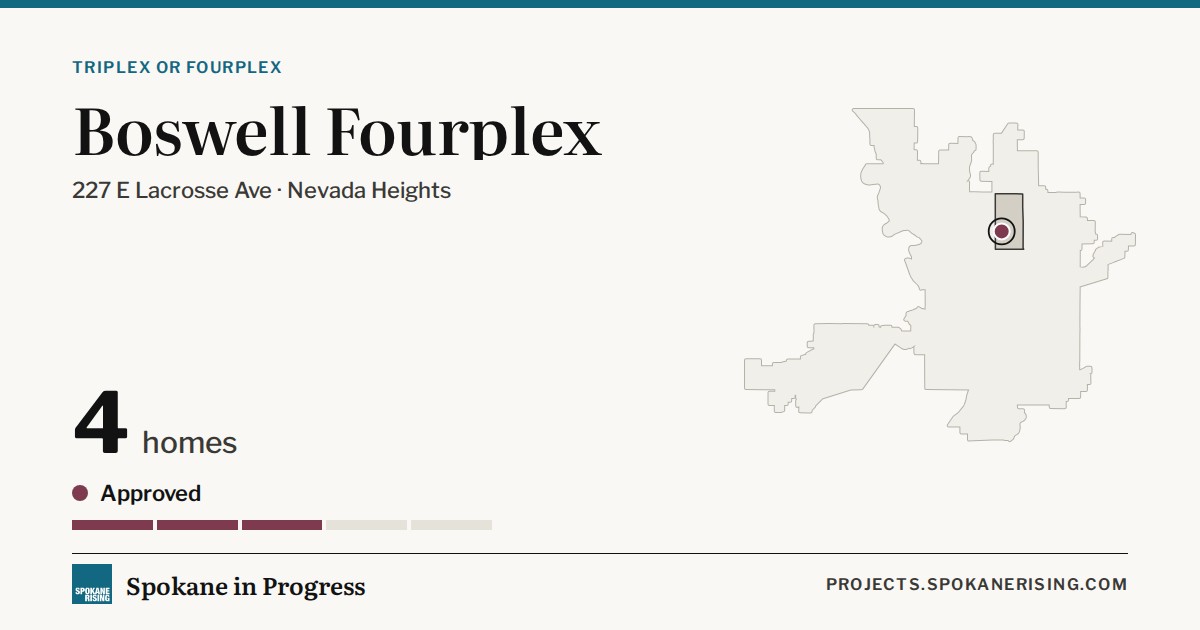 TRIPLEX OR FOURPLEX
Boswell Fourplex
227 E Lacrosse Ave · Nevada Heights
4 homes
Approved
SPOKANE
RISING
Spokane in Progress
PROJECTS.SPOKANERISING.COM